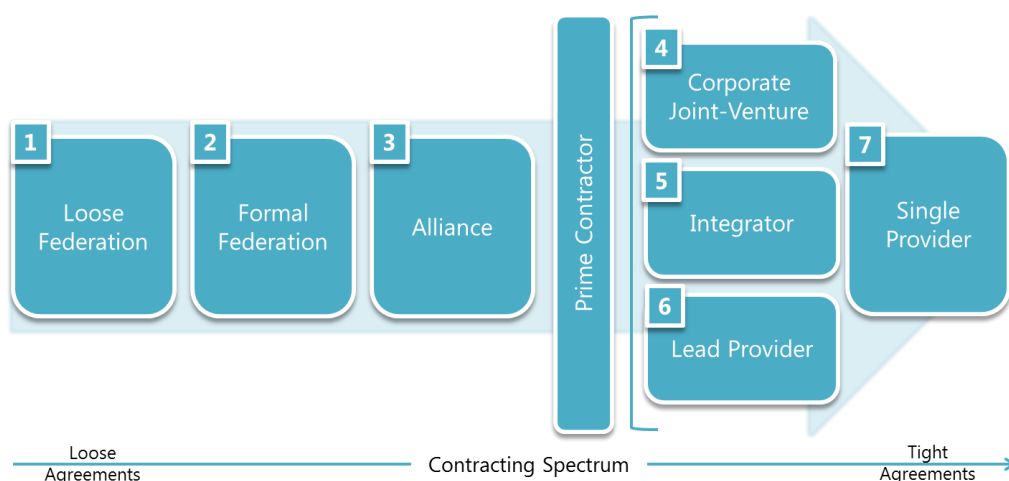 1
Loose
Federation
2
Formal
Federation
3
Alliance
Prime Contractor
4
Corporate
Joint-Venture
5
Integrator
6
Lead Provider
7
Single
Provider
Loose
Agreements
Contracting Spectrum
Tight
Agreements